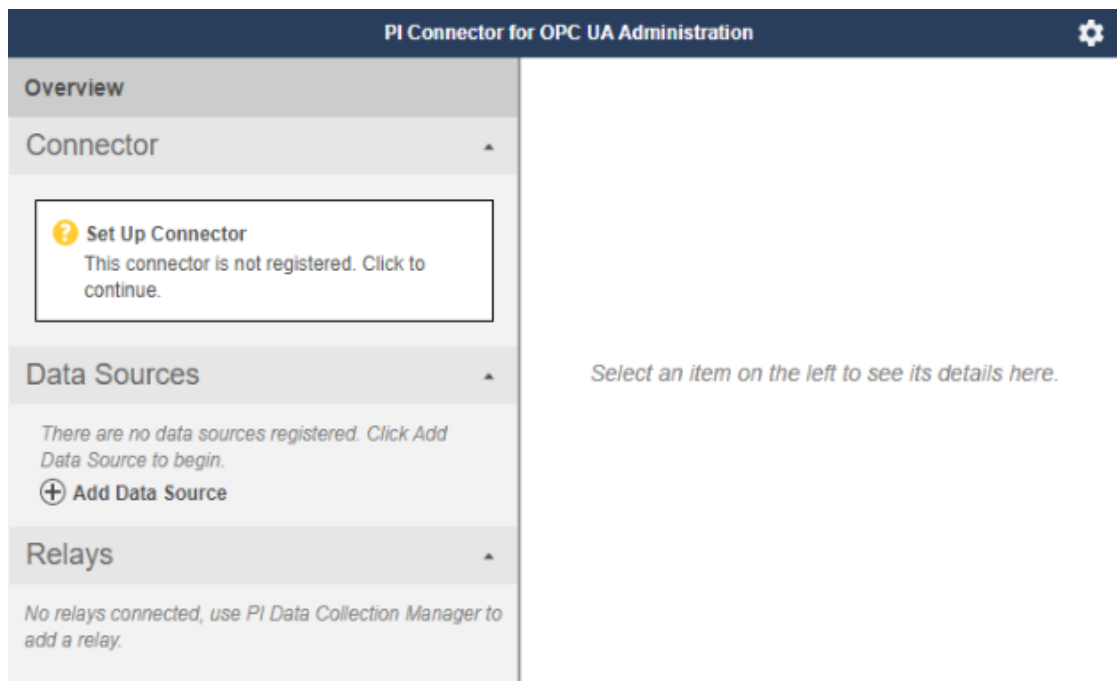 PI Connector for OPC UA Administration
Overview
Connector
Set Up Connector
This connector is not registered. Click to
continue.
Data Sources
There are no data sources registered. Click Add
Data Source to begin.
Add Data Source
Relays
No relays connected, use PI Data Collection Manager to
add a relay.
Select an item on the left to see its details here.